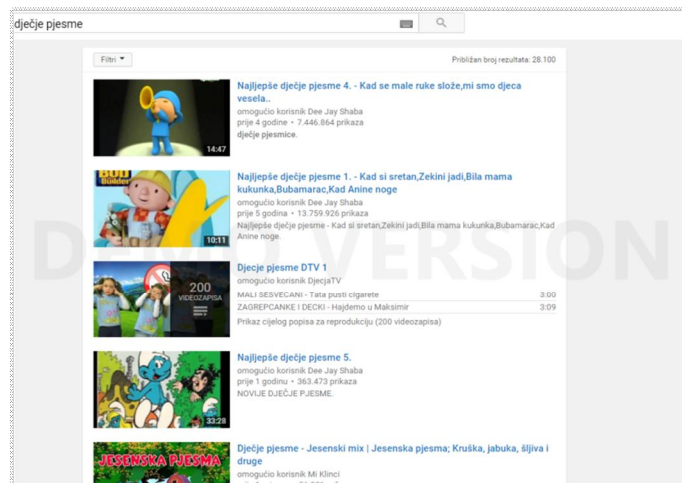 dječje pjesme
Filtri
Približan broj rezultata: 28.100
Najljepše dječje pjesme 4. - Kad se male ruke slože,mi smo djeca
vesela..
omogućio korisnik Dee Jay Shaba
prije 4 godine • 7.446.864 prikaza
dječje pjesmice.
14:47
BOB
Builder
Najljepše dječje pjesme 1. - Kad si sretan,Zekini jadi,Bila mama
kukunka,Bubamarac,Kad Anine noge
omogućio korisnik Dee Jay Shaba
prije 5 godina • 13.759.926 prikaza
Najljepše dječje pjesme - Kad si sretan,Zekini jadi,Bila mama kukunka,Bubamarac,Kad
Anine noge.
10:11
DEMO VERSION
Djecje pjesme DTV 1
omogućio korisnik DjecjaTV
200
VIDEOZAPISA
MALI SESVECANI - Tata pusti cigarete 3:00
ZAGREPCANKE I DECKI - Hajdemo u Maksimir 3:09
Prikaz cijelog popisa za reprodukciju (200 videozapisa)
Najljepše dječje pjesme 5.
omogućio korisnik Dee Jay Shaba
prije 1 godinu • 363.473 prikaza
NOVIJE DJEČJE PJESME.
33:28
JESENSKA PJESMA
Dječje pjesme - Jesenski mix | Jesenska pjesma; Kruška, jabuka, šljiva i
druge
omogućio korisnik Mi Klinci